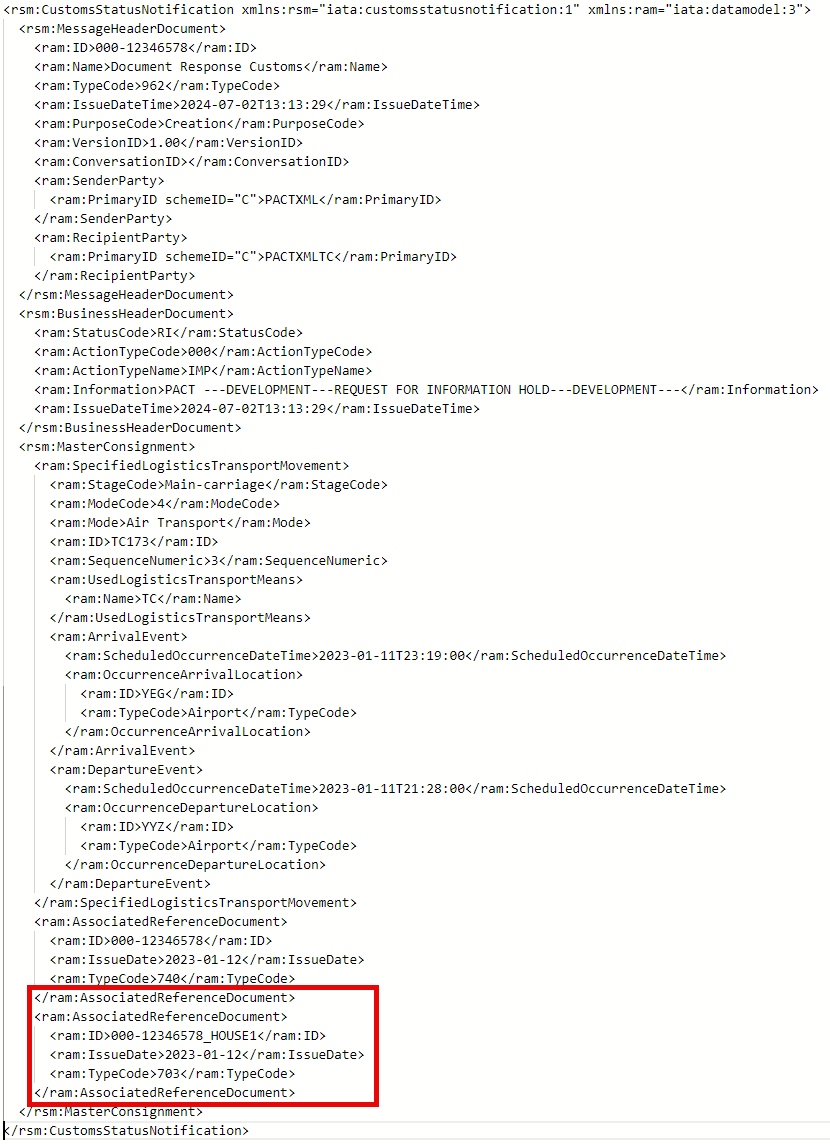 <rsm:CustomsStatusNotification xmlns:rsm="iata:customsstatusnotification:1" xmlns:ram="iata:datamodel:3">
<rsm:MessageHeaderDocument>
<ram:ID>000-12346578</ram:ID>
<ram:Name>Document Response Customs</ram:Name>
<ram:TypeCode>962</ram:TypeCode>
<ram:IssueDateTime>2024-07-02T13:13:29</ram:IssueDateTime>
<ram:PurposeCode>Creation</ram:PurposeCode>
<ram:VersionID>1.00</ram:VersionID>
<ram:ConversationID></ram:ConversationID>
<ram:SenderParty>
<ram:PrimaryID schemeID="C">PACTXML</ram:PrimaryID>
</ram:SenderParty>
<ram:RecipientParty>
<ram:PrimaryID schemeID="C">PACTXMLTC</ram:PrimaryID>
</ram:RecipientParty>
</rsm:MessageHeaderDocument>
<rsm:BusinessHeaderDocument>
<ram:StatusCode>RI</ram:StatusCode>
<ram:ActionTypeCode>000</ram:ActionTypeCode>
<ram:ActionTypeName>IMP</ram:ActionTypeName>
<ram:Information>PACT ---DEVELOPMENT---REQUEST FOR INFORMATION HOLD---DEVELOPMENT---</ram:Information>
<ram:IssueDateTime>2024-07-02T13:13:29</ram:IssueDateTime>
</rsm:BusinessHeaderDocument>
<rsm:MasterConsignment>
<ram:SpecifiedLogisticsTransportMovement>
<ram:StageCode>Main-carriage</ram:StageCode>
<ram:ModeCode>4</ram:ModeCode>
<ram:Mode>Air Transport</ram:Mode>
<ram:ID>TC173</ram:ID>
<ram:SequenceNumeric>3</ram:SequenceNumeric>
<ram:UsedLogisticsTransportMeans>
<ram:Name>TC</ram:Name>
</ram:UsedLogisticsTransportMeans>
<ram:ArrivalEvent>
<ram:ScheduledOccurrenceDateTime>2023-01-11T23:19:00</ram:ScheduledOccurrenceDateTime>
<ram:OccurrenceArrivalLocation>
<ram:ID>YEG</ram:ID>
<ram:TypeCode>Airport</ram:TypeCode>
</ram:OccurrenceArrivalLocation>
</ram:ArrivalEvent>
<ram:DepartureEvent>
<ram:ScheduledOccurrenceDateTime>2023-01-11T21:28:00</ram:ScheduledOccurrenceDateTime>
<ram:OccurrenceDepartureLocation>
<ram:ID>YYZ</ram:ID>
<ram:TypeCode>Airport</ram:TypeCode>
</ram:OccurrenceDepartureLocation>
</ram:DepartureEvent>
</ram:SpecifiedLogisticsTransportMovement>
<ram:AssociatedReferenceDocument>
<ram:ID>000-12346578</ram:ID>
<ram:IssueDate>2023-01-12</ram:IssueDate>
<ram:TypeCode>740</ram:TypeCode>
</ram:AssociatedReferenceDocument>
<ram:AssociatedReferenceDocument>
<ram:ID>000-12346578_HOUSE1</ram:ID>
<ram:IssueDate>2023-01-12</ram:IssueDate>
<ram:TypeCode>703</ram:TypeCode>
</ram:AssociatedReferenceDocument>
</rsm:MasterConsignment>
</rsm:CustomsStatusNotification>